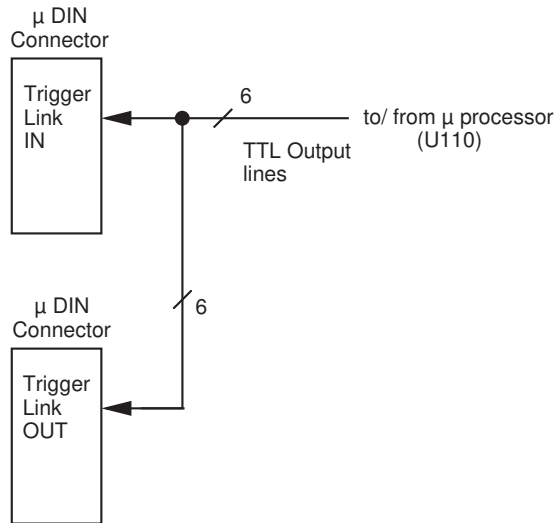 µ DIN
Connector
Trigger
Link
IN
6
to/ from µ processor
(U110)
TTL Output
lines
6
µ DIN
Connector
Trigger
Link
OUT